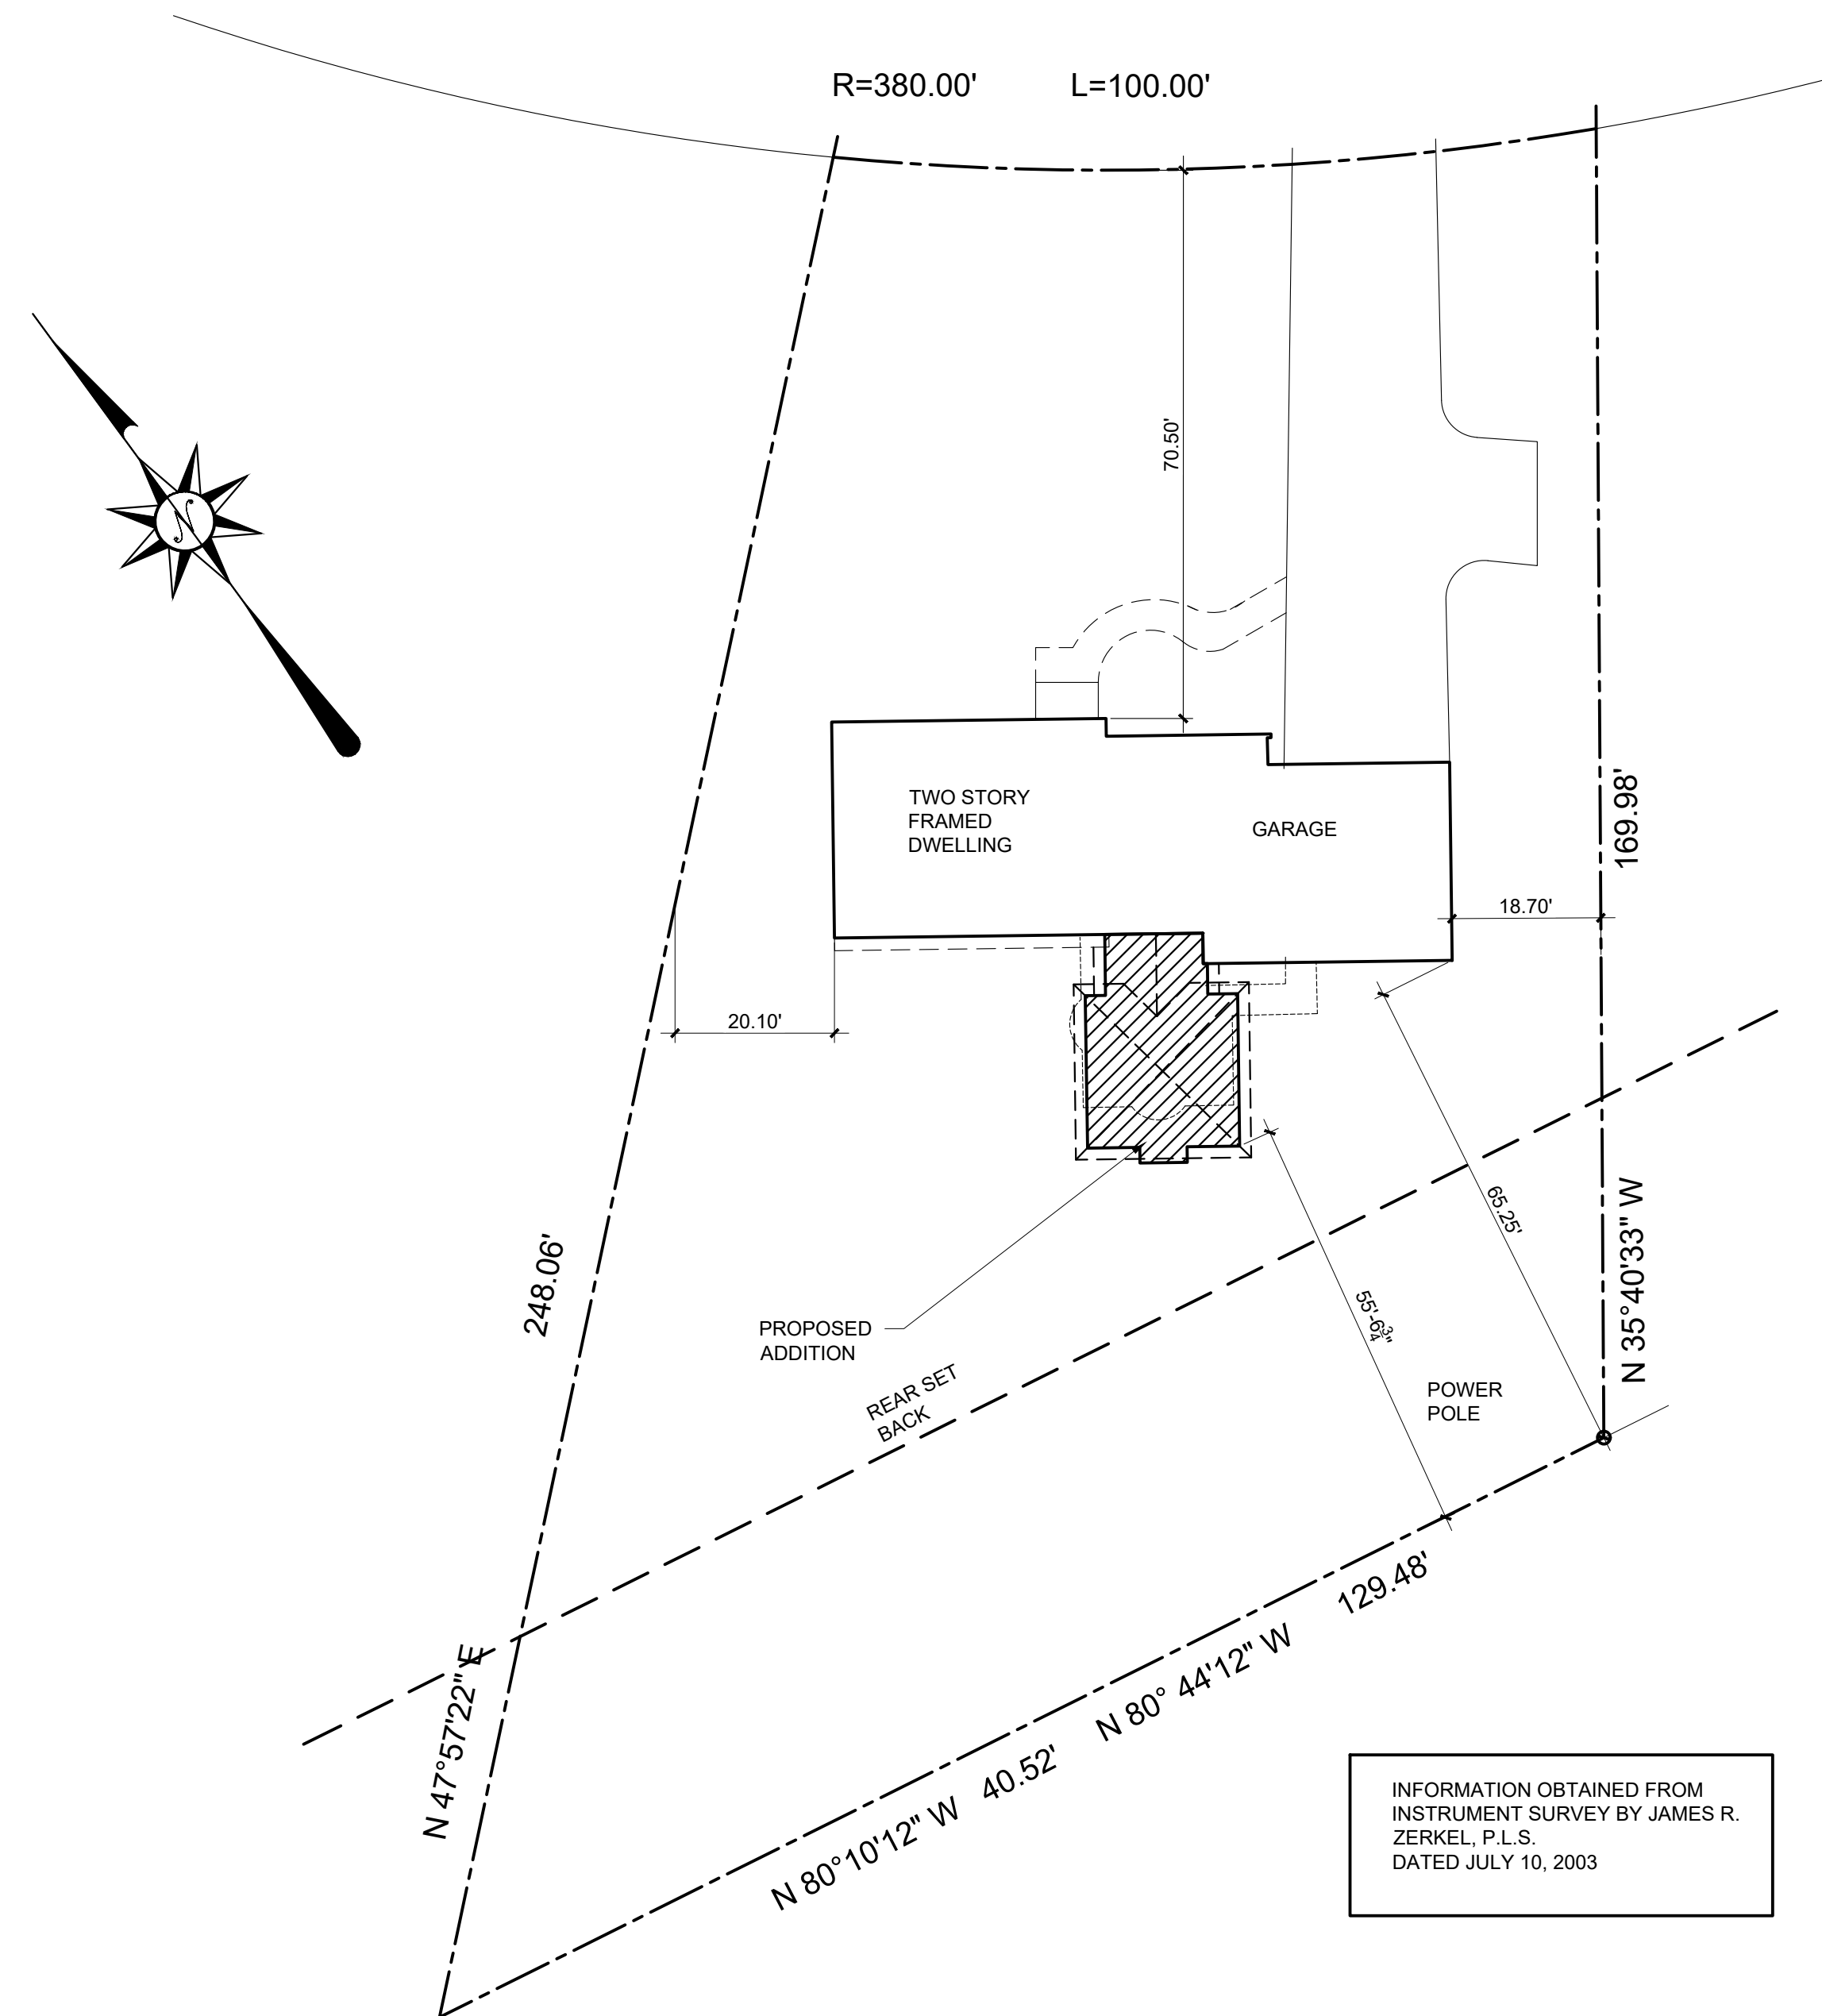 R=380.00' L=100.00'
70.50'
N
TWO STORY
FRAMED
DWELLING
GARAGE
169.98'
18.70'
20.10'
65.25'
N 35°40'33" W
248.06'
55'-6 3/4"
PROPOSED
ADDITION
REAR SET
BACK
POWER
POLE
129.48'
N 80° 44'12" W
N 47°57'22" E
40.52'
N 80°10'12" W
INFORMATION OBTAINED FROM
INSTRUMENT SURVEY BY JAMES R.
ZERKEL, P.L.S.
DATED JULY 10, 2003